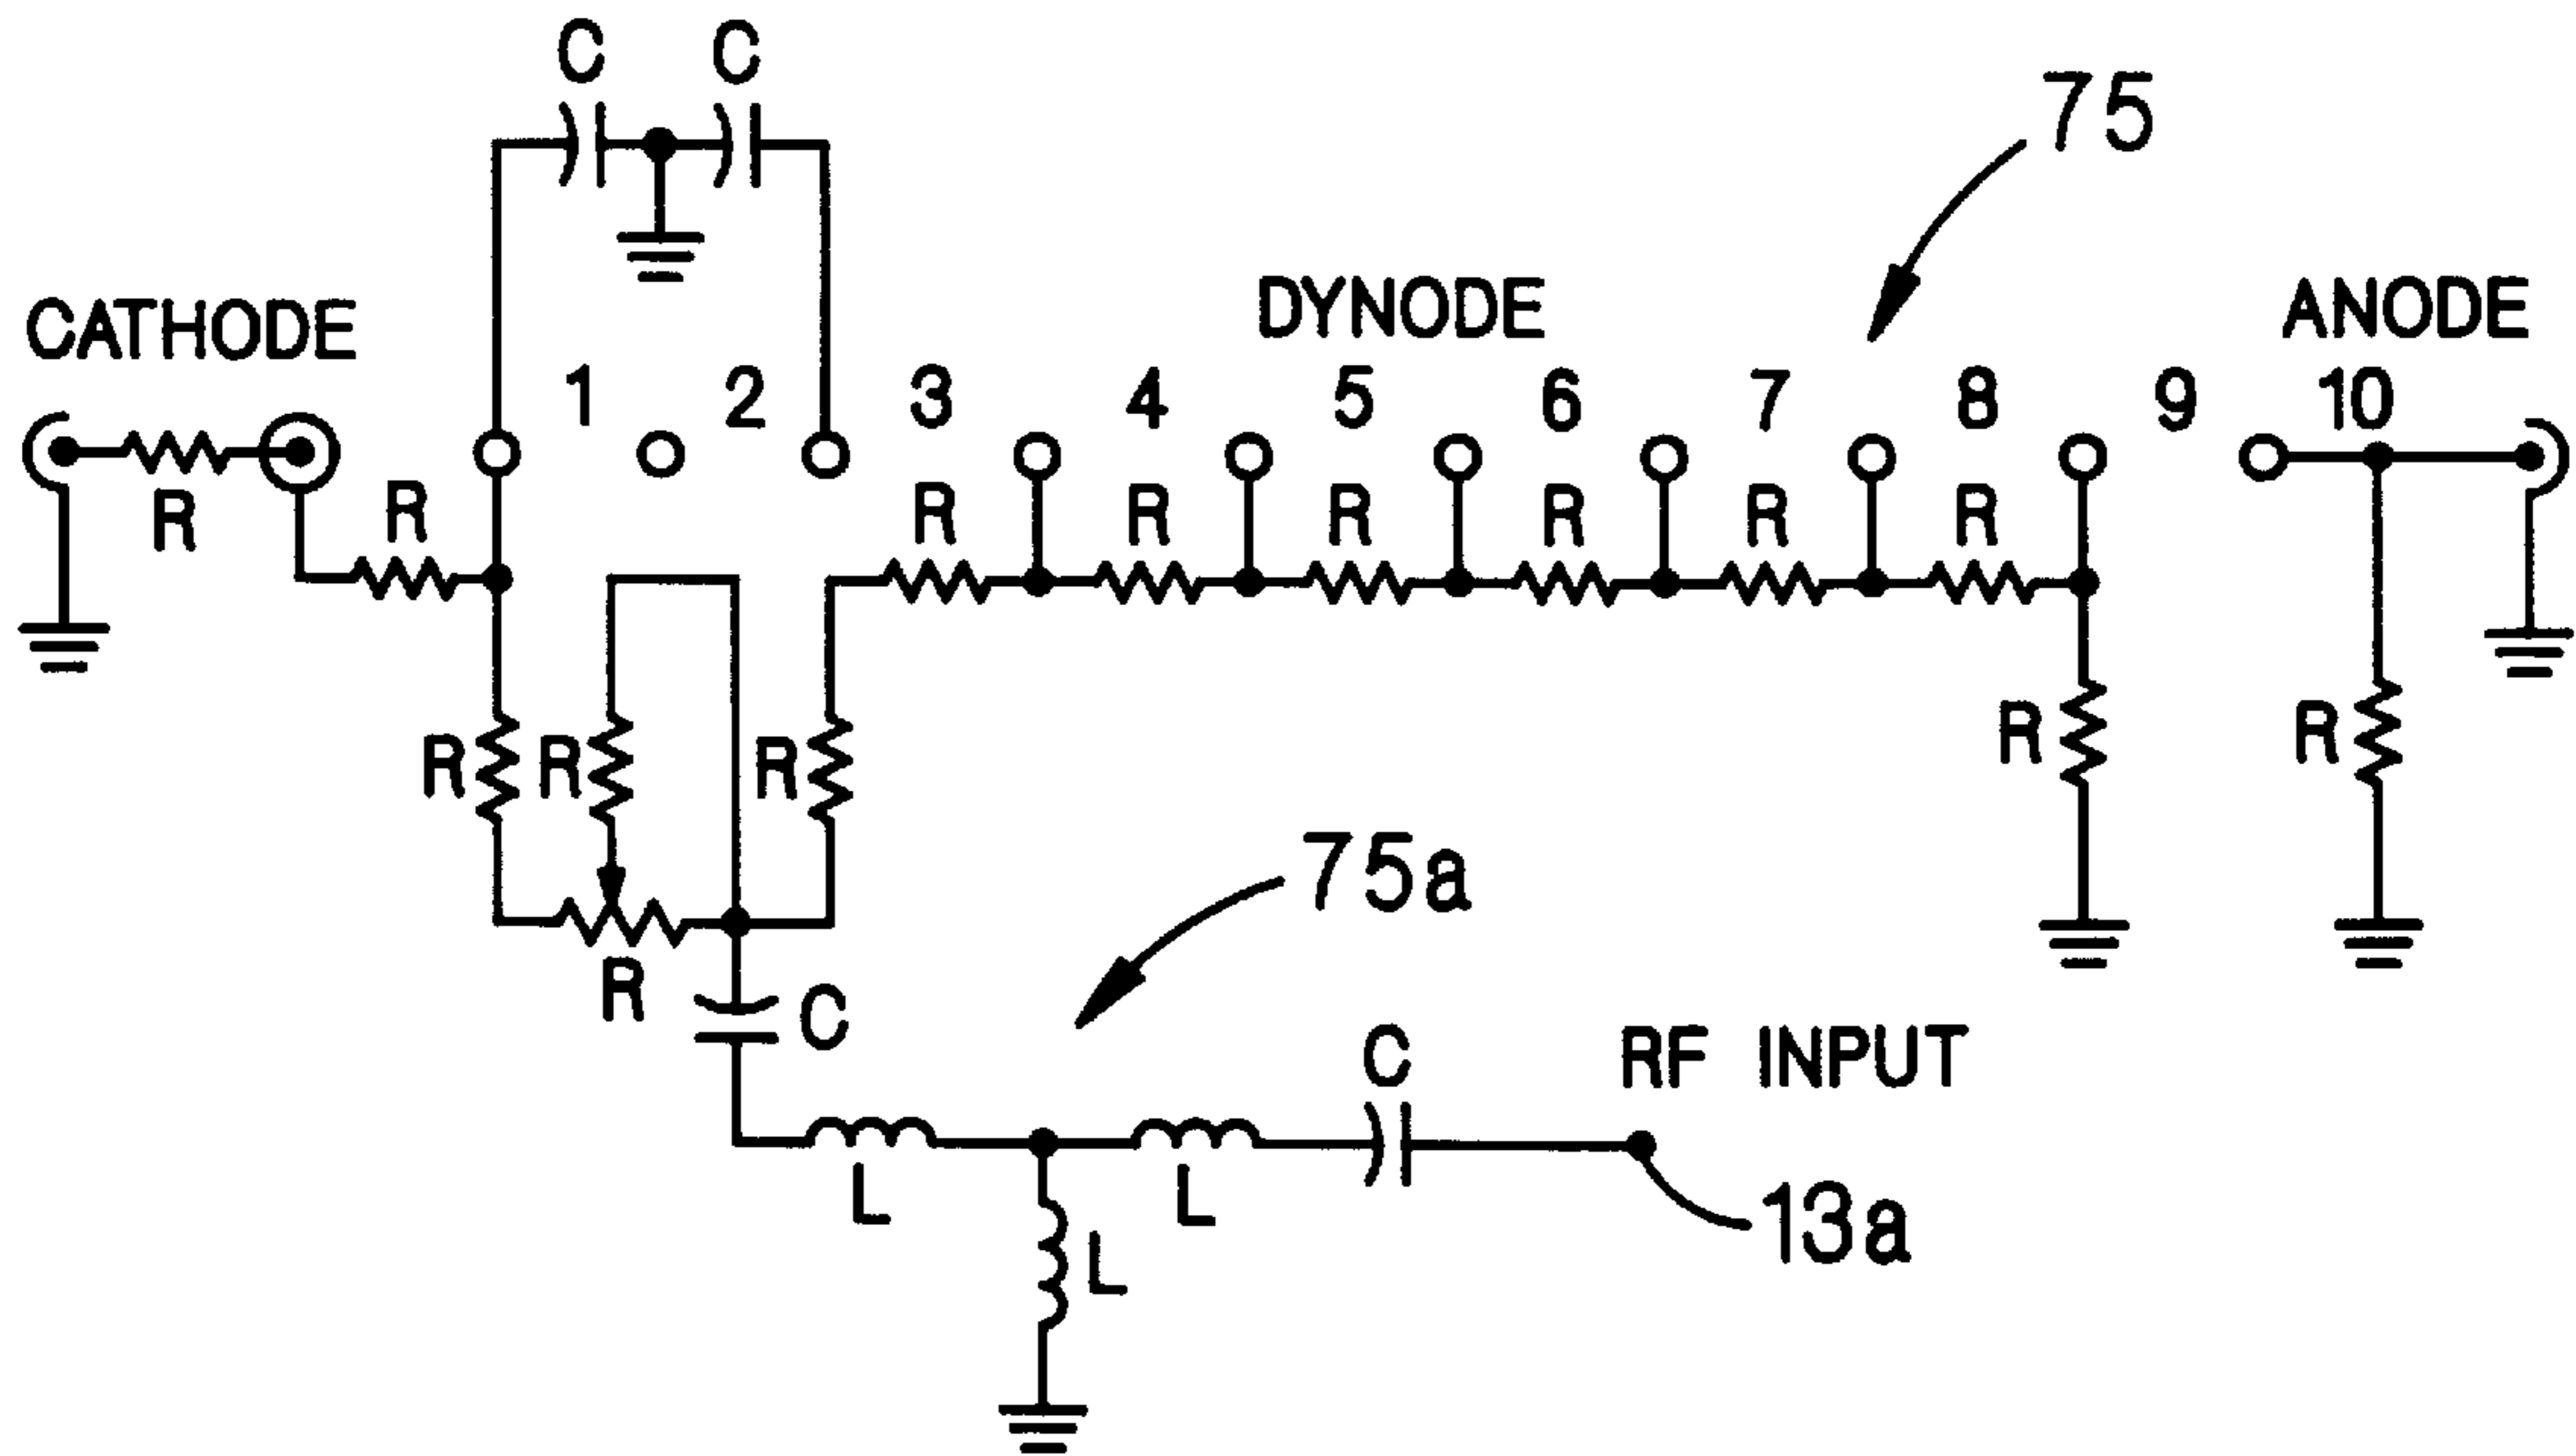 C C
75
CATHODE DYNODE ANODE
1 2 3 4 5 6 7 8 9 10
R R R R R R R R
R R R R R
75a
R C
C RF INPUT
L L 13a
L